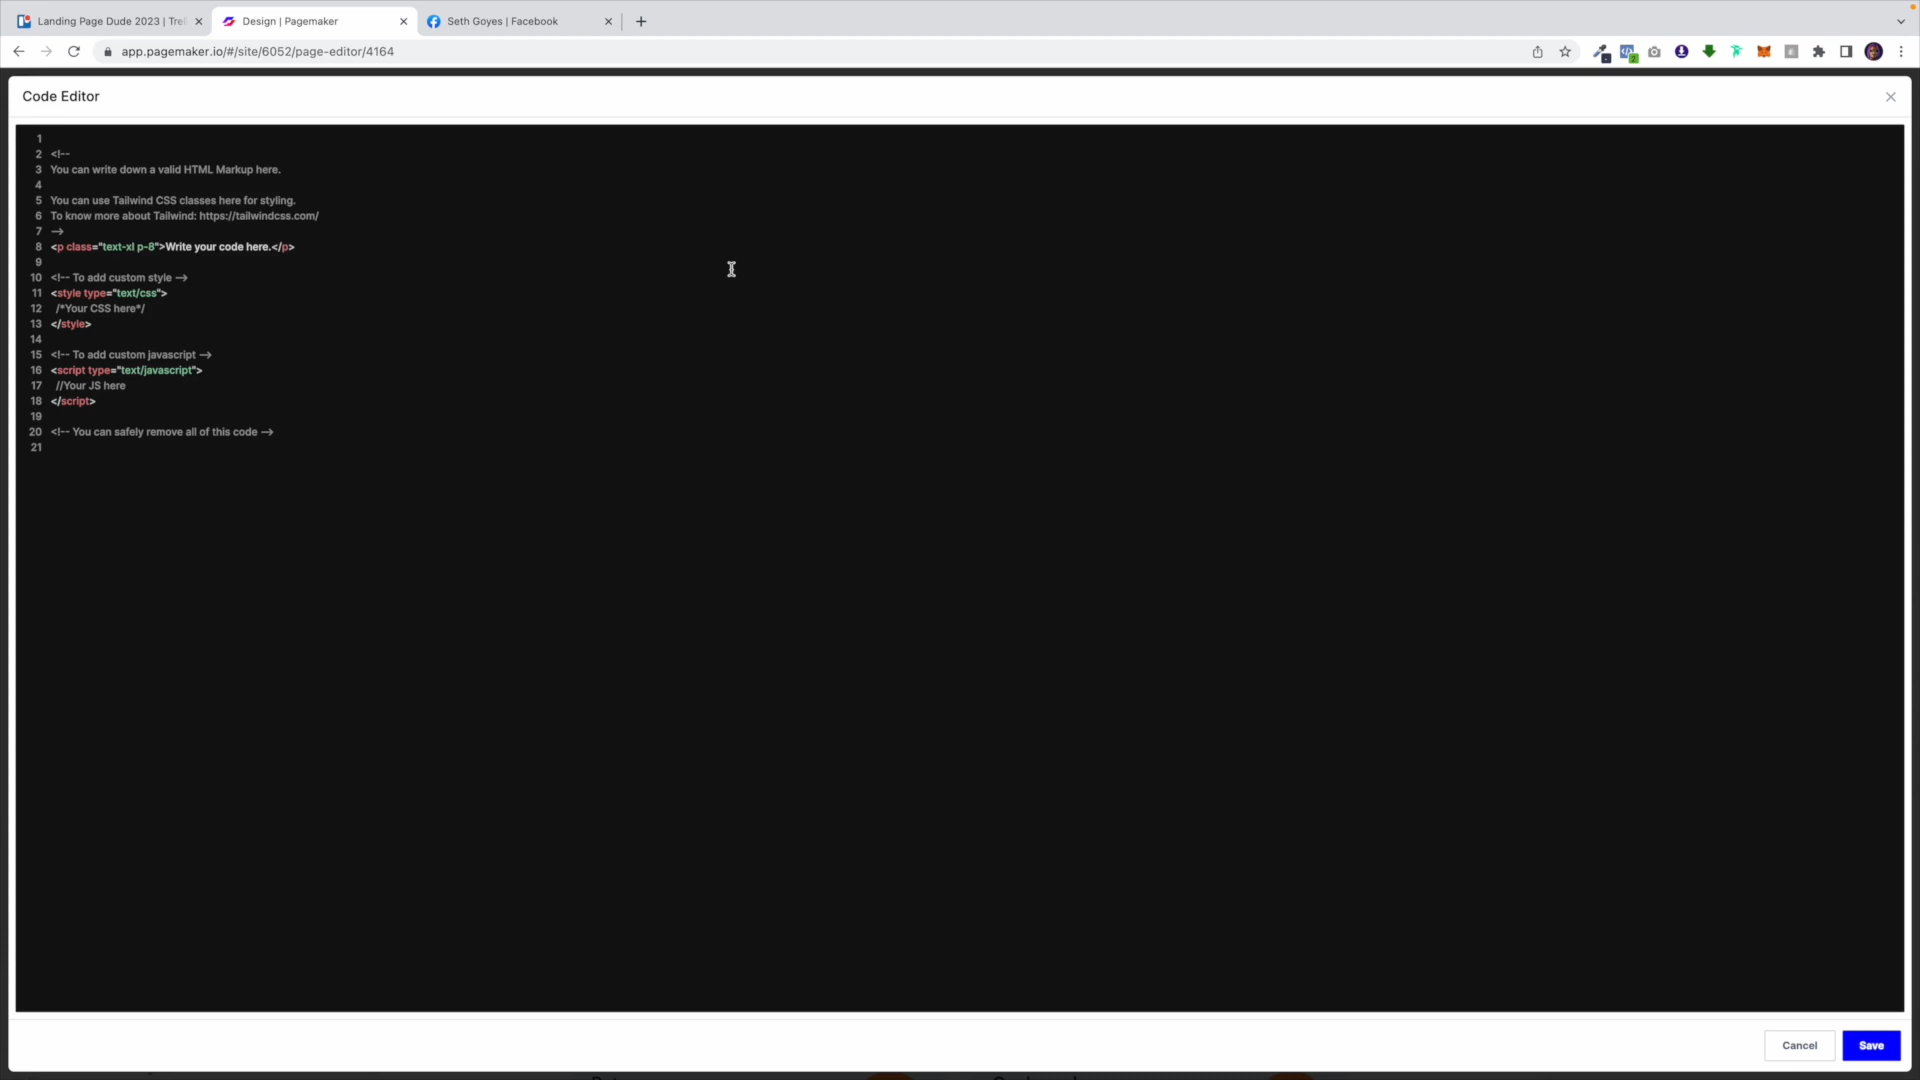 Landing Page Dude 2023 | Trel
Design | Pagemaker
Seth Goyes | Facebook
app.pagemaker.io/#/site/6052/page-editor/4164
2
Code Editor
1
2 <!--
3 You can write down a valid HTML Markup here.
4
5 You can use Tailwind CSS classes here for styling.
6 To know more about Tailwind: https://tailwindcss.com/
7 -->
8 <p class="text-xl p-8">Write your code here.</p>
9
10 <!-- To add custom style -->
11 <style type="text/css">
12 /*Your CSS here*/
13 </style>
14
15 <!-- To add custom javascript -->
16 <script type="text/javascript">
17 //Your JS here
18 </script>
19
20 <!-- You can safely remove all of this code -->
21
Cancel
Save